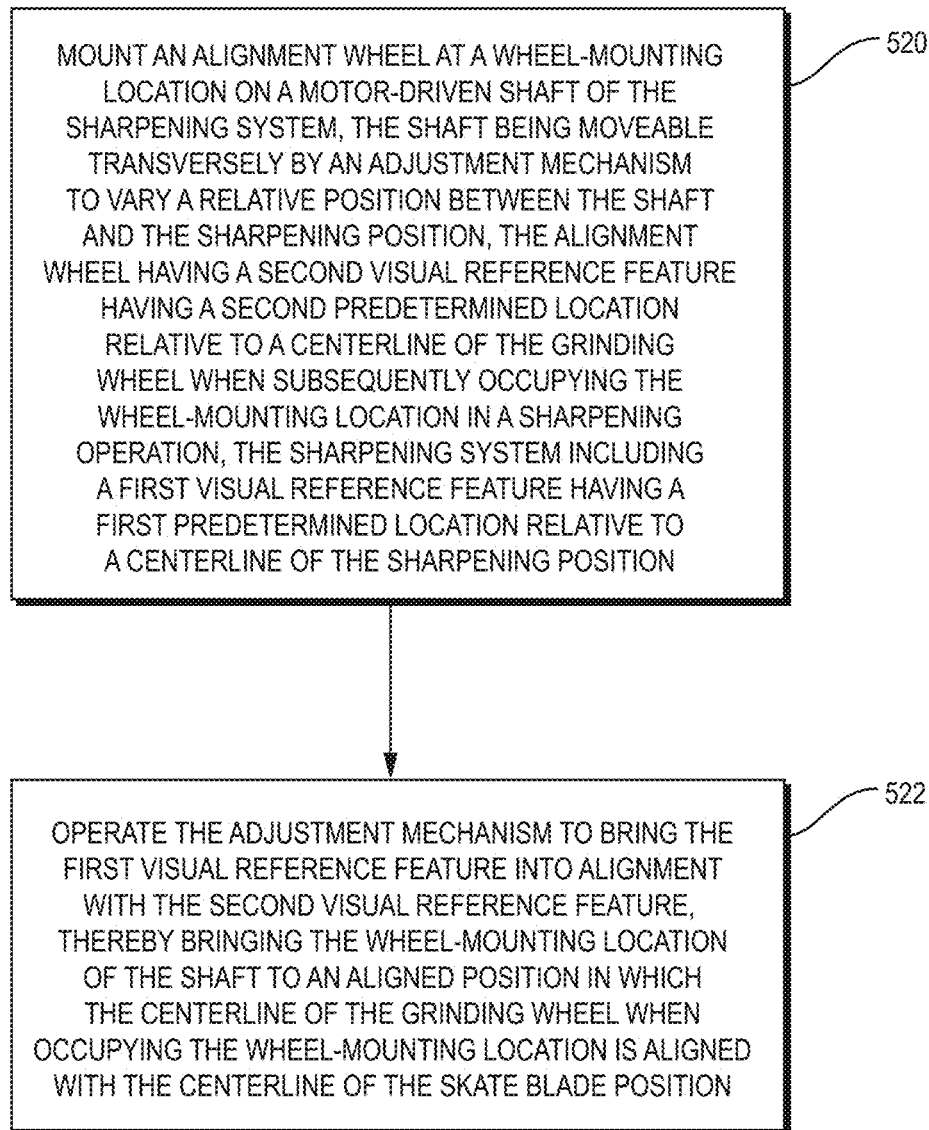 MOUNT AN ALIGNMENT WHEEL AT A WHEEL-MOUNTING
LOCATION ON A MOTOR-DRIVEN SHAFT OF THE
SHARPENING SYSTEM, THE SHAFT BEING MOVEABLE
TRANSVERSELY BY AN ADJUSTMENT MECHANISM
TO VARY A RELATIVE POSITION BETWEEN THE SHAFT
AND THE SHARPENING POSITION, THE ALIGNMENT
WHEEL HAVING A SECOND VISUAL REFERENCE FEATURE
HAVING A SECOND PREDETERMINED LOCATION
RELATIVE TO A CENTERLINE OF THE GRINDING
WHEEL WHEN SUBSEQUENTLY OCCUPYING THE
WHEEL-MOUNTING LOCATION IN A SHARPENING
OPERATION, THE SHARPENING SYSTEM INCLUDING
A FIRST VISUAL REFERENCE FEATURE HAVING A
FIRST PREDETERMINED LOCATION RELATIVE TO
A CENTERLINE OF THE SHARPENING POSITION
520
OPERATE THE ADJUSTMENT MECHANISM TO BRING THE
FIRST VISUAL REFERENCE FEATURE INTO ALIGNMENT
WITH THE SECOND VISUAL REFERENCE FEATURE,
THEREBY BRINGING THE WHEEL-MOUNTING LOCATION
OF THE SHAFT TO AN ALIGNED POSITION IN WHICH
THE CENTERLINE OF THE GRINDING WHEEL WHEN
OCCUPYING THE WHEEL-MOUNTING LOCATION IS ALIGNED
WITH THE CENTERLINE OF THE SKATE BLADE POSITION
522